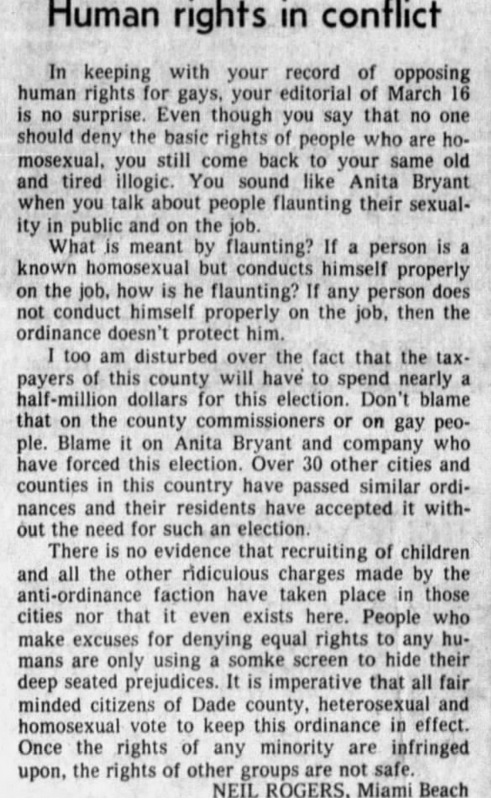 Human rights in conflict
In keeping with your record of opposing
human rights for gays, your editorial of March 16
is no surprise. Even though you say that no one
should deny the basic rights of people who are ho-
mosexual, you still come back to your same old
and tired illogic. You sound like Anita Bryant
when you talk about people flaunting their sexual-
ity in public and on the job.
What is meant by flaunting? If a person is a
known homosexual but conducts himself properly
on the job, how is he flaunting? If any person does
not conduct himself properly on the job, then the
ordinance doesn't protect him.
I too am disturbed over the fact that the tax-
payers of this county will have to spend nearly a
half-million dollars for this election. Don't blame
that on the county commissioners or on gay peo-
ple. Blame it on Anita Bryant and company who
have forced this election. Over 30 other cities and
counties in this country have passed similar ordi-
nances and their residents have accepted it with-
out the need for such an election.
There is no evidence that recruiting of children
and all the other ridiculous charges made by the
anti-ordinance faction have taken place in those
cities nor that it even exists here. People who
make excuses for denying equal rights to any hu-
mans are only using a somke screen to hide their
deep seated prejudices. It is imperative that all fair
minded citizens of Dade county, heterosexual and
homosexual vote to keep this ordinance in effect.
Once the rights of any minority are infringed
upon, the rights of other groups are not safe.
NEIL ROGERS, Miami Beach